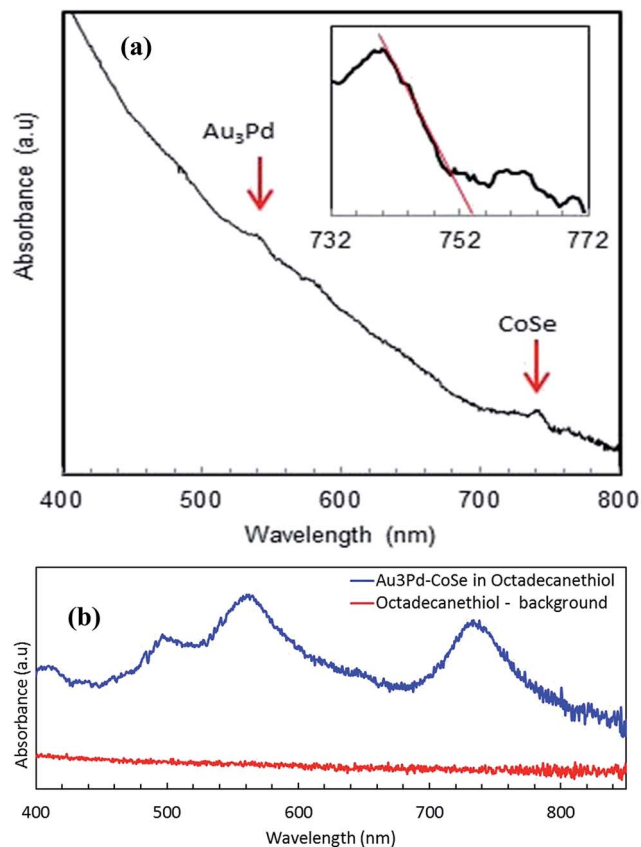 (a)
Absorbance (a.u)
Au₃Pd
732 752 772
CoSe
400 500 600 700 800
Wavelength (nm)
(b)
Au3Pd-CoSe in Octadecanethiol
Octadecanethiol - background
Absorbance (a.u)
400 500 600 700 800
Wavelength (nm)